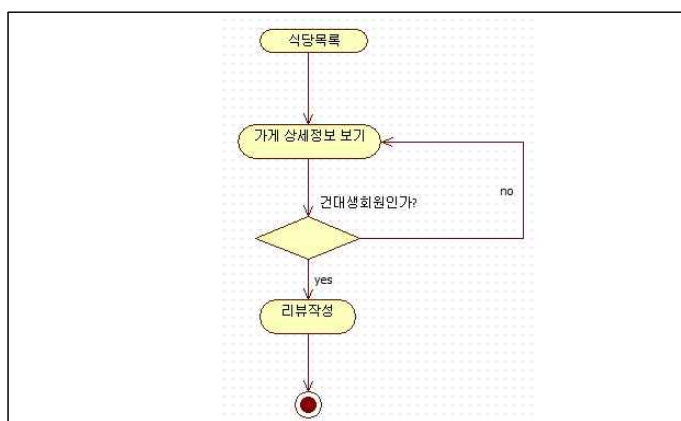 식당목록
가게 상세정보 보기
no
건대생회원인가?
yes
리뷰작성